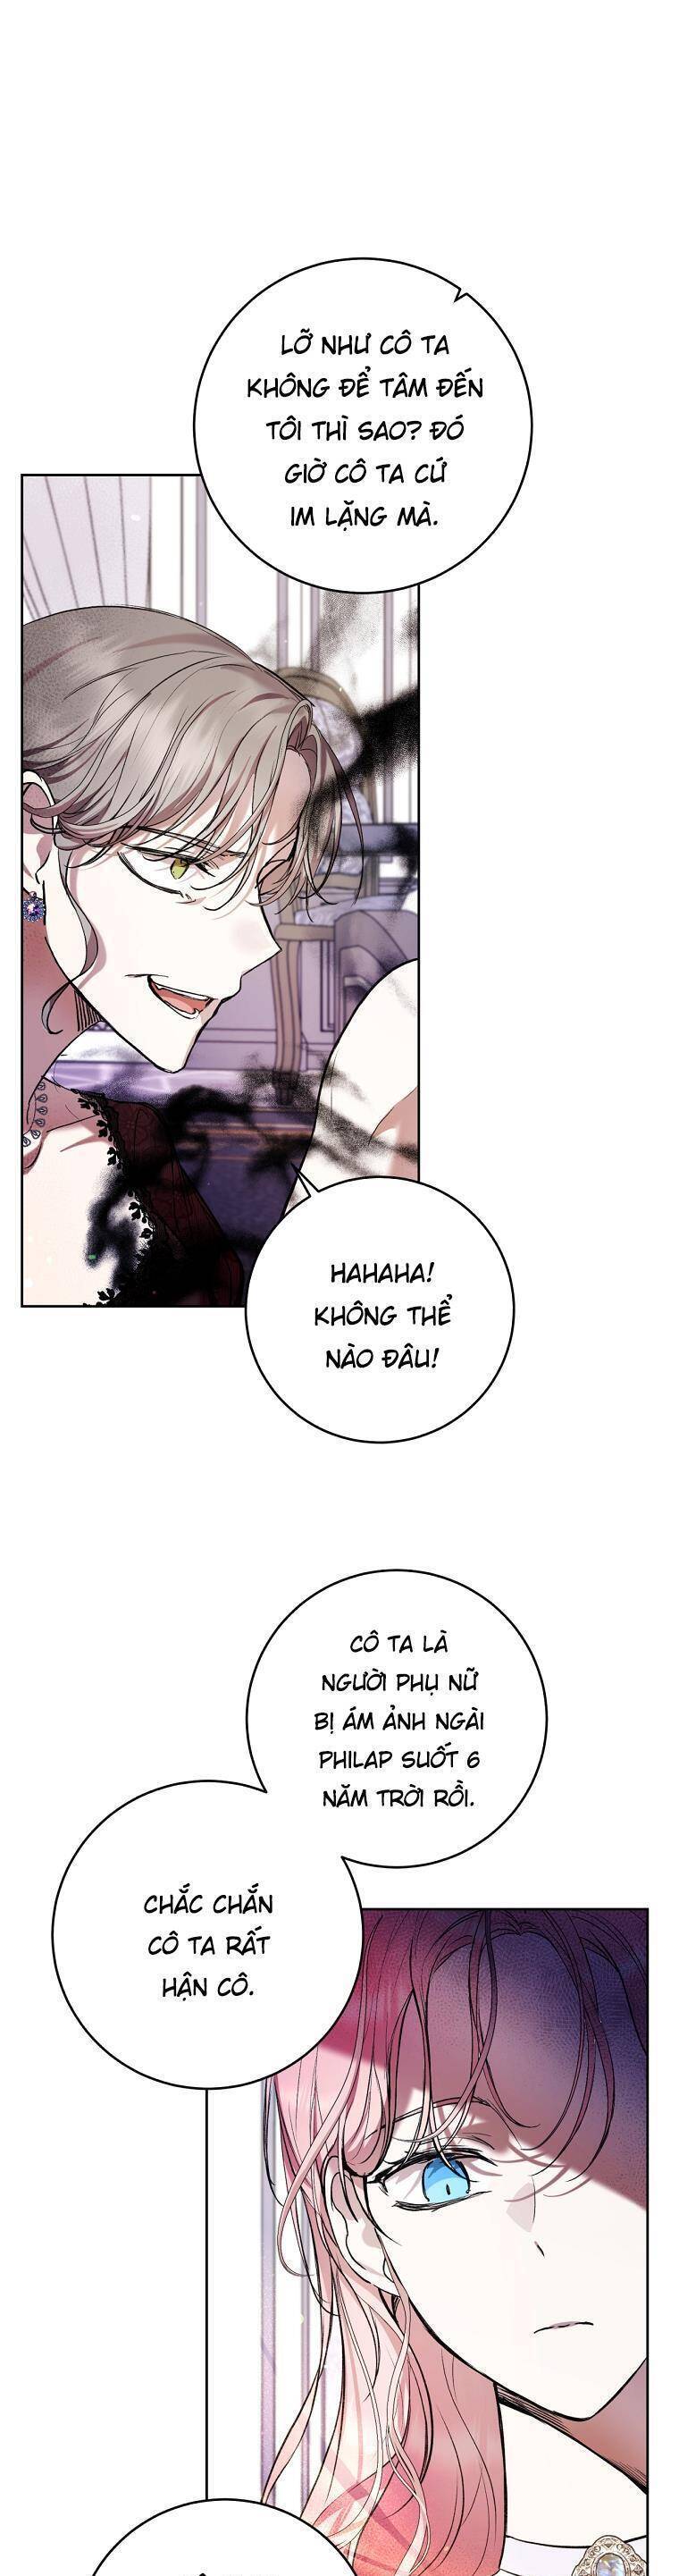 LỠ NHƯ CÔ TA
KHÔNG ĐỂ TÂM ĐẾN
TÔI THÌ SAO? ĐÓ
GIỜ CÔ TA CỨ
IM LẶNG MÀ.
HAHAHA!
KHÔNG THỂ
NÀO ĐÂU!
CÔ TA LÀ
NGƯỜI PHỤ NỮ
BỊ ÁM ẢNH NGÀI
PHILAP SUỐT 6
NĂM TRỜI RỒI.
CHẮC CHẮN
CÔ TA RẤT
HẬN CÔ.